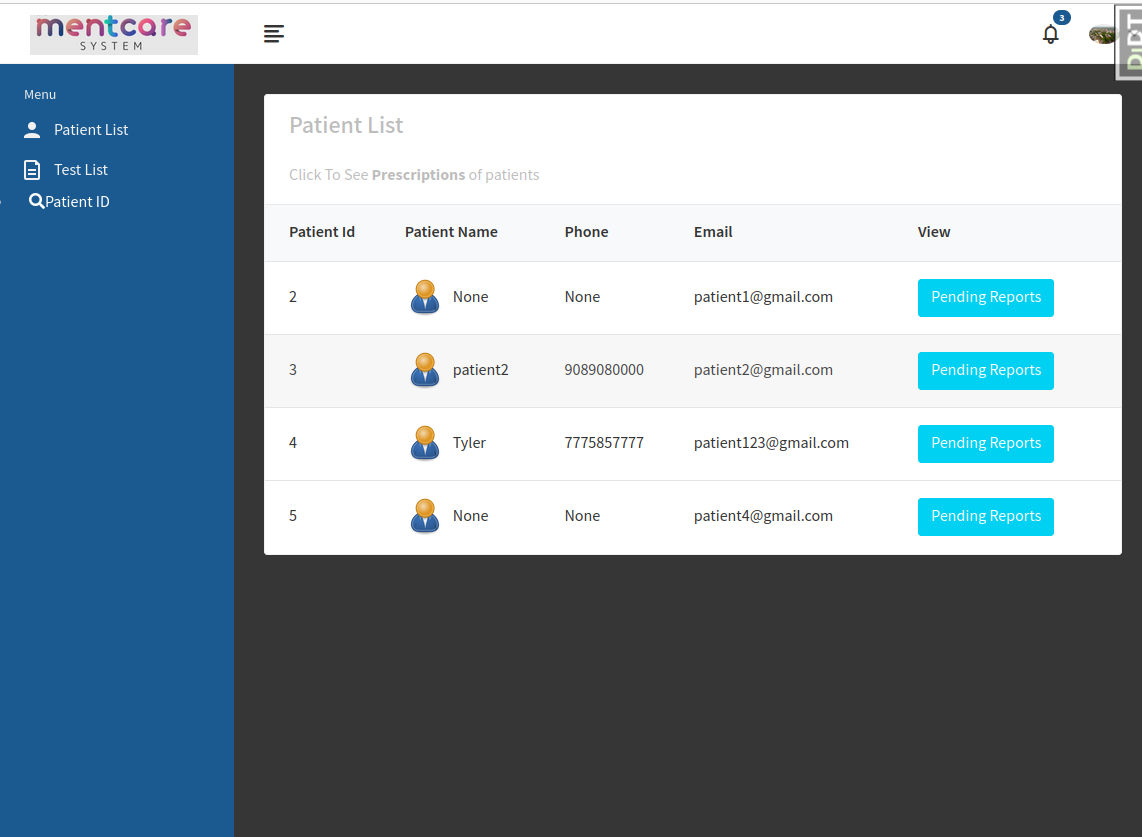 mentcare
SYSTEM
3
DJDT
Menu
Patient List
Test List
Patient ID
Patient List
Click To See Prescriptions of patients
Patient Id Patient Name Phone Email View
2 None None patient1@gmail.com Pending Reports
3 patient2 9089080000 patient2@gmail.com Pending Reports
4 Tyler 7775857777 patient123@gmail.com Pending Reports
5 None None patient4@gmail.com Pending Reports